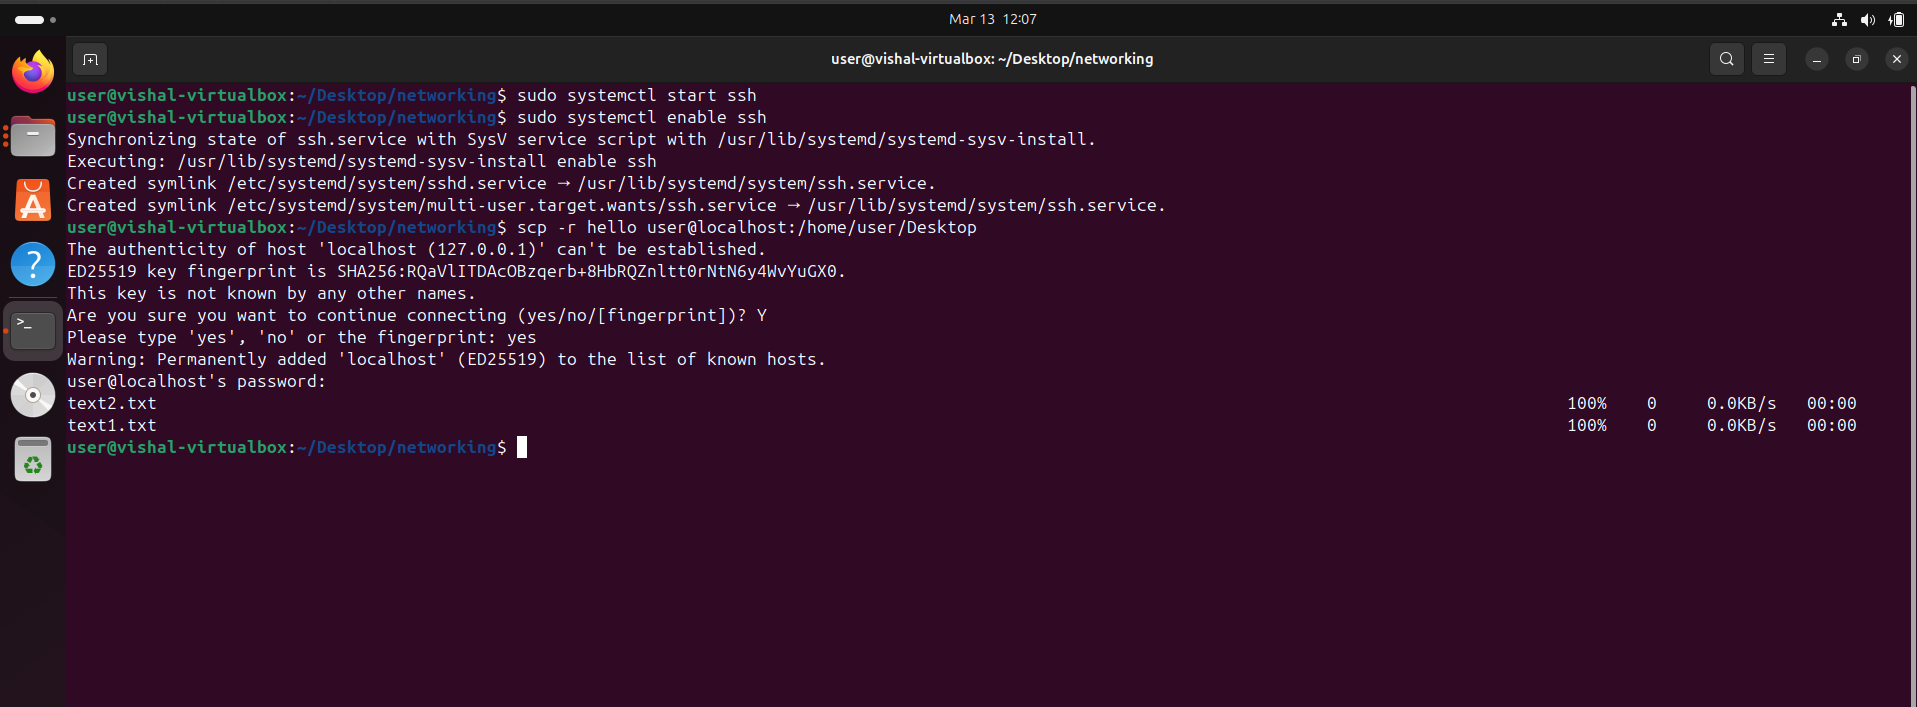 Mar 13 12:07
user@vishal-virtualbox: ~/Desktop/networking
user@vishal-virtualbox:~/Desktop/networking$ sudo systemctl start ssh
user@vishal-virtualbox:~/Desktop/networking$ sudo systemctl enable ssh
Synchronizing state of ssh.service with SysV service script with /usr/lib/systemd/systemd-sysv-install.
Executing: /usr/lib/systemd/systemd-sysv-install enable ssh
Created symlink /etc/systemd/system/sshd.service → /usr/lib/systemd/system/ssh.service.
Created symlink /etc/systemd/system/multi-user.target.wants/ssh.service → /usr/lib/systemd/system/ssh.service.
user@vishal-virtualbox:~/Desktop/networking$ scp -r hello user@localhost:/home/user/Desktop
The authenticity of host 'localhost (127.0.0.1)' can't be established.
ED25519 key fingerprint is SHA256:RQaVlITDAcOBzqerb+8HbRQZnltt0rNtN6y4WvYuGX0.
This key is not known by any other names.
Are you sure you want to continue connecting (yes/no/[fingerprint])? Y
Please type 'yes', 'no' or the fingerprint: yes
Warning: Permanently added 'localhost' (ED25519) to the list of known hosts.
user@localhost's password:
text2.txt 100% 0 0.0KB/s 00:00
text1.txt 100% 0 0.0KB/s 00:00
user@vishal-virtualbox:~/Desktop/networking$